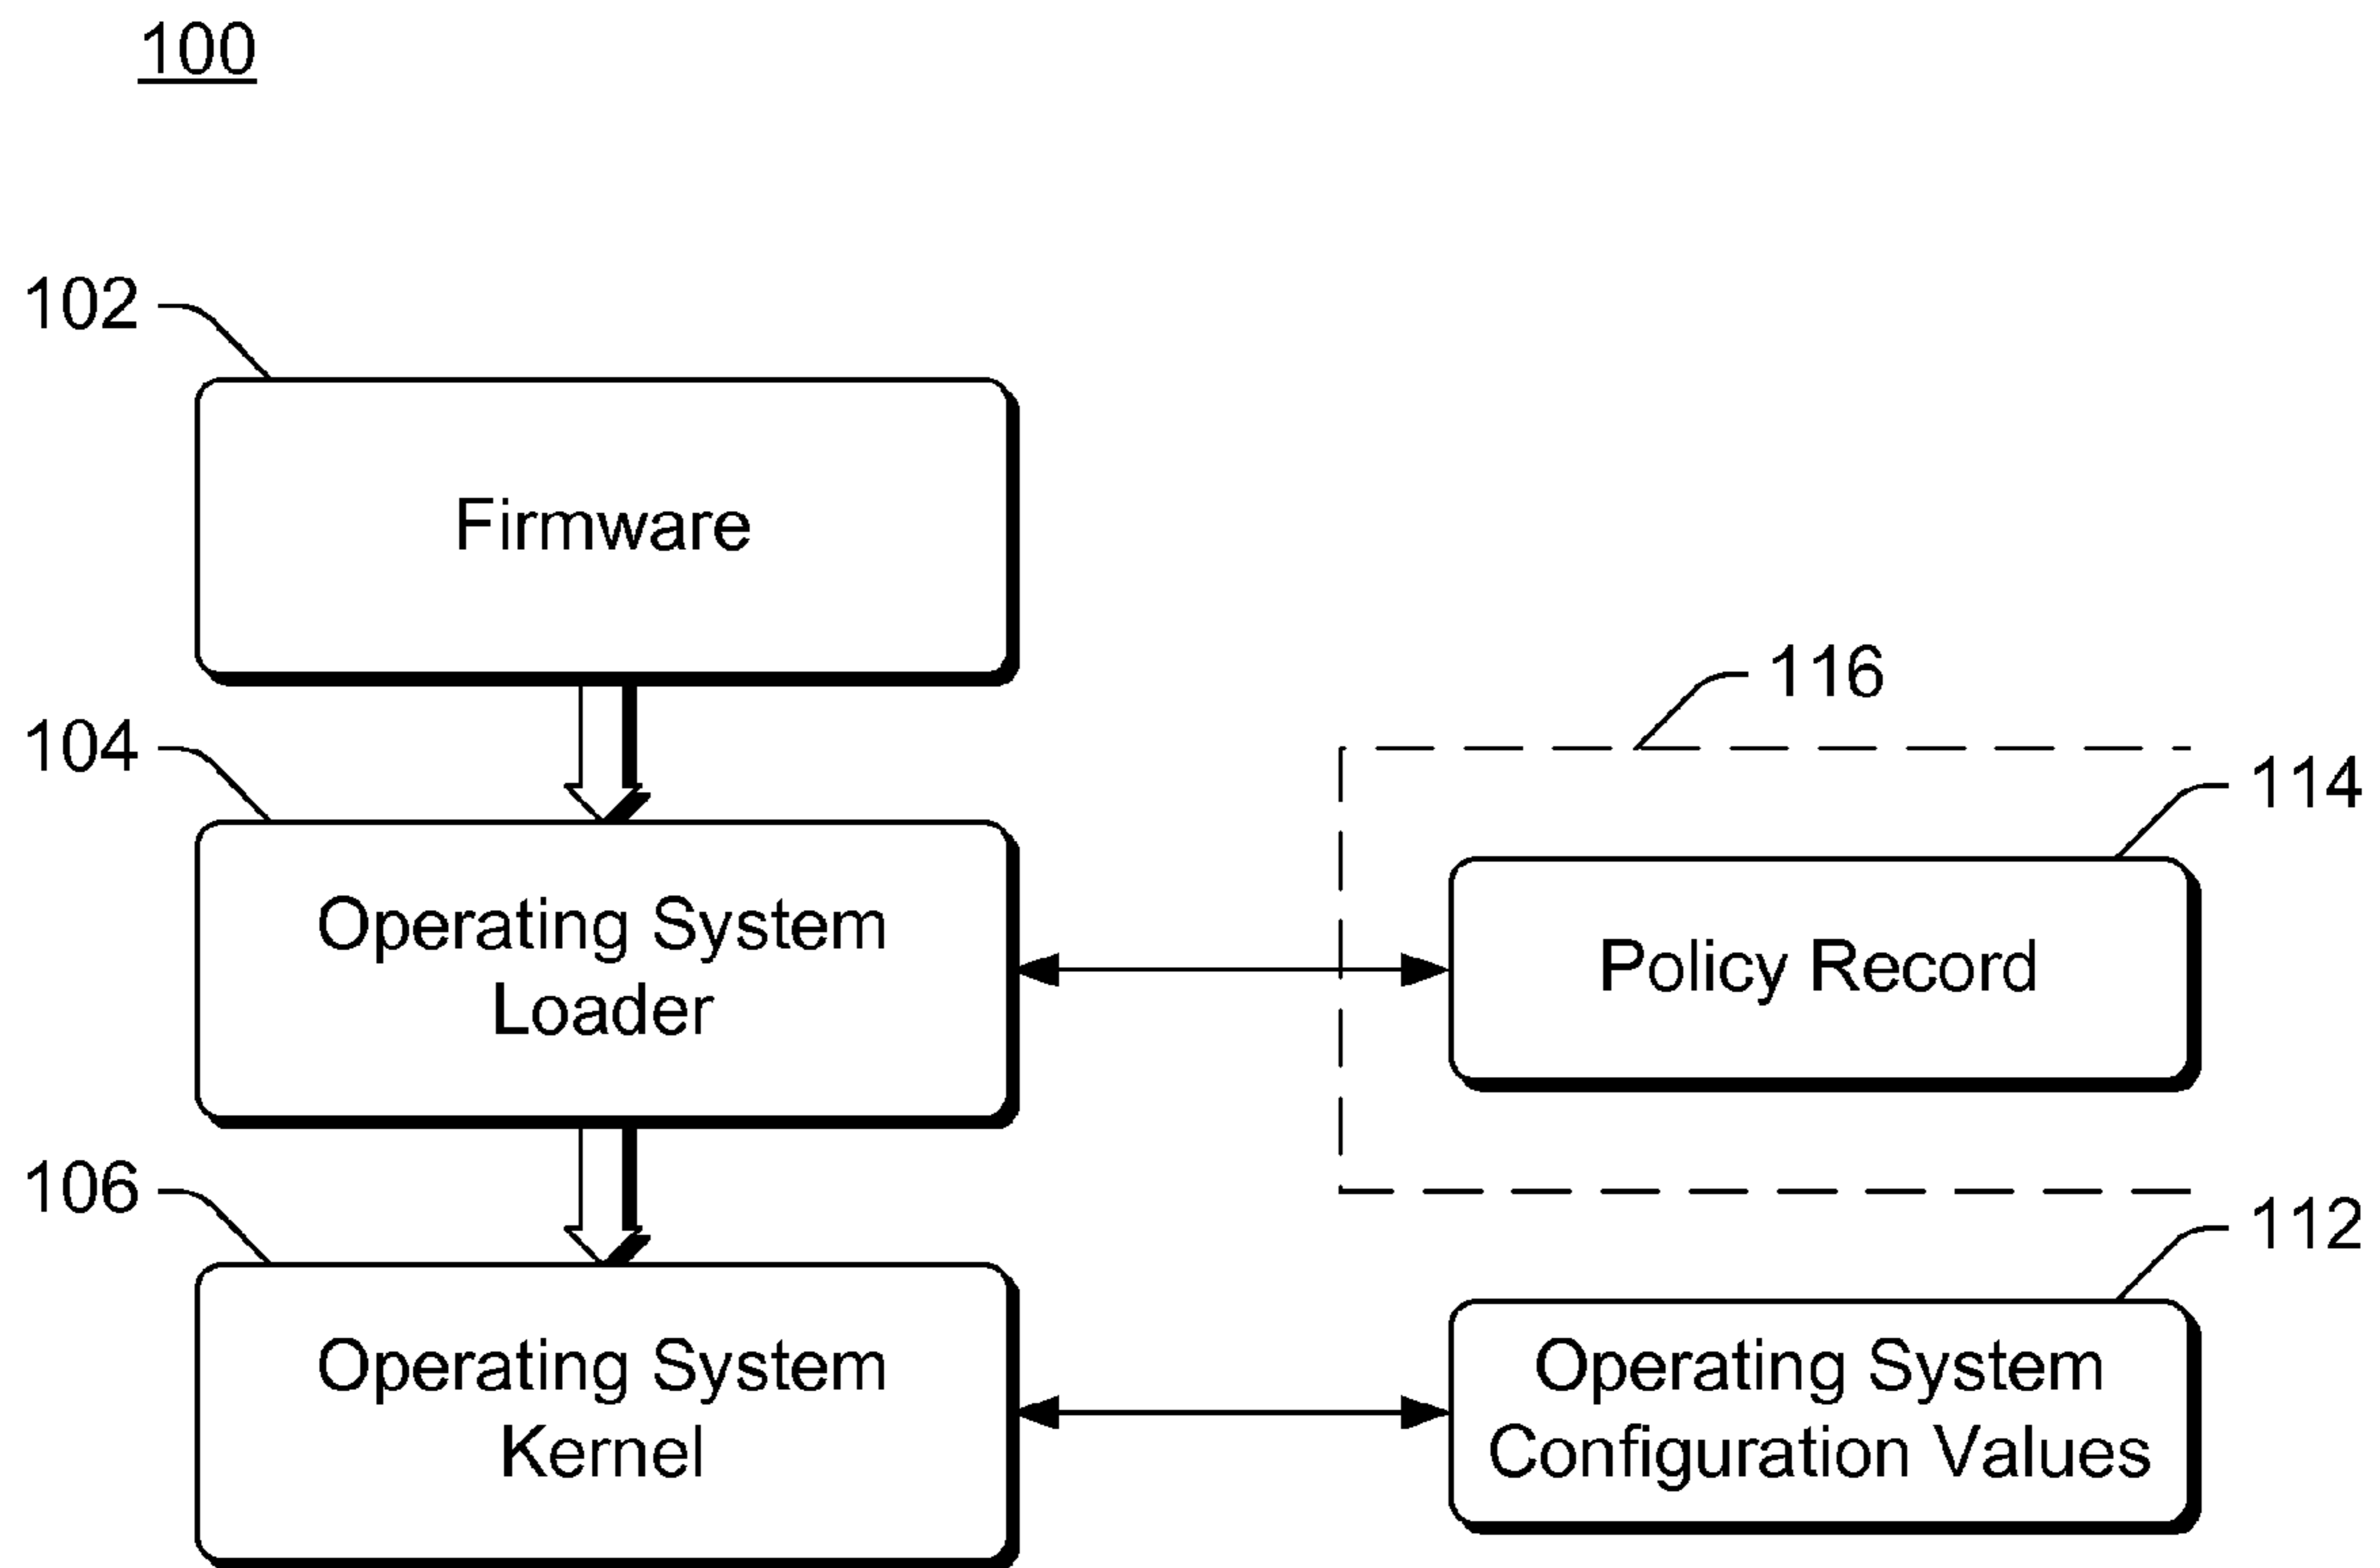 100
102
Firmware
116
104
114
Operating System
Loader
Policy Record
106
112
Operating System
Kernel
Operating System
Configuration Values